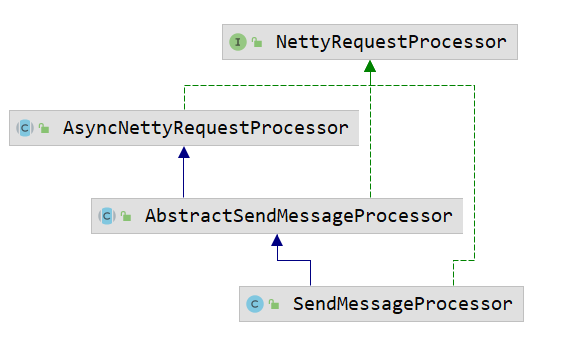 I NettyRequestProcessor
C AsyncNettyRequestProcessor
C AbstractSendMessageProcessor
C SendMessageProcessor